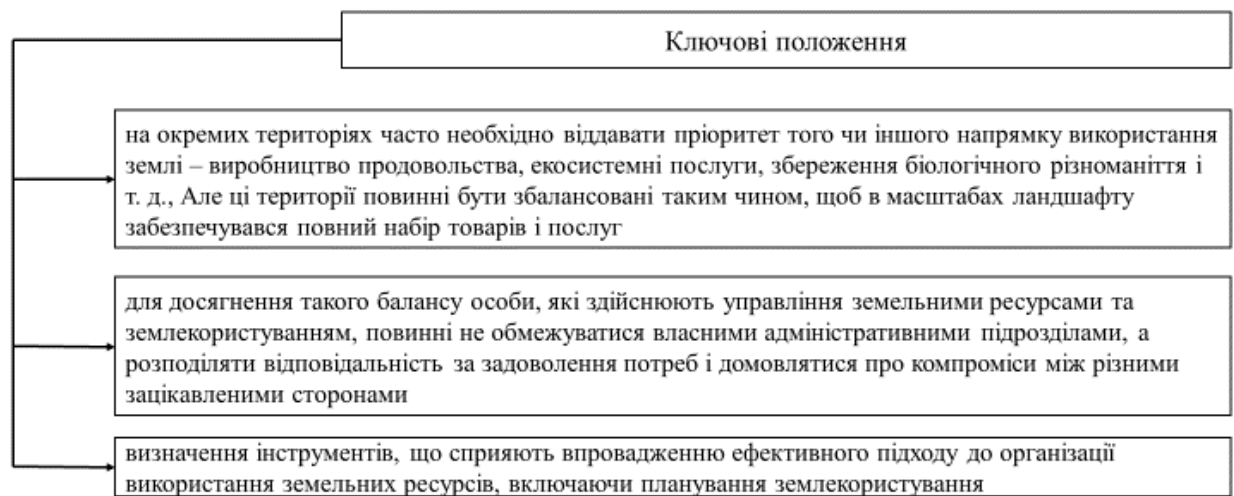 Ключові положення
на окремих територіях часто необхідно віддавати пріоритет того чи іншого напрямку використання
землі – виробництво продовольства, екосистемні послуги, збереження біологічного різноманіття і
т. д., Але ці території повинні бути збалансовані таким чином, щоб в масштабах ландшафту
забезпечувався повний набір товарів і послуг
для досягнення такого балансу особи, які здійснюють управління земельними ресурсами та
землекористуванням, повинні не обмежуватися власними адміністративними підрозділами, а
розподіляти відповідальність за задоволення потреб і домовлятися про компроміси між різними
зацікавленими сторонами
визначення інструментів, що сприяють впровадженню ефективного підходу до організації
використання земельних ресурсів, включаючи планування землекористування